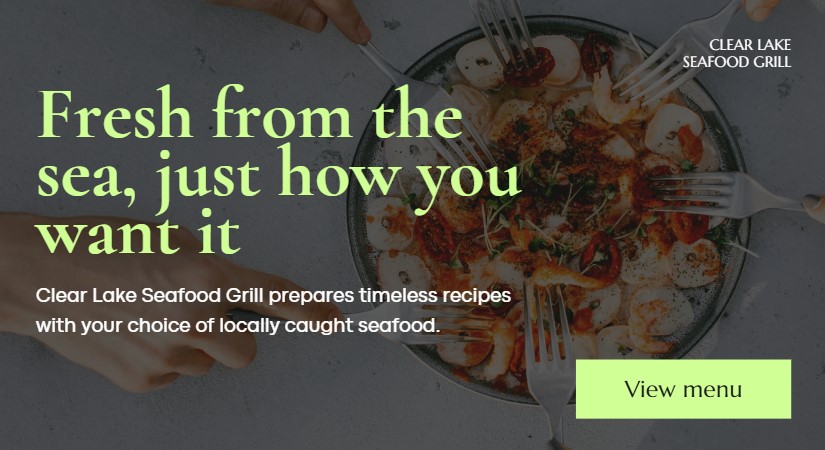 CLEAR LAKE
SEAFOOD GRILL
Fresh from the
sea, just how you
want it
Clear Lake Seafood Grill prepares timeless recipes
with your choice of locally caught seafood.
View menu